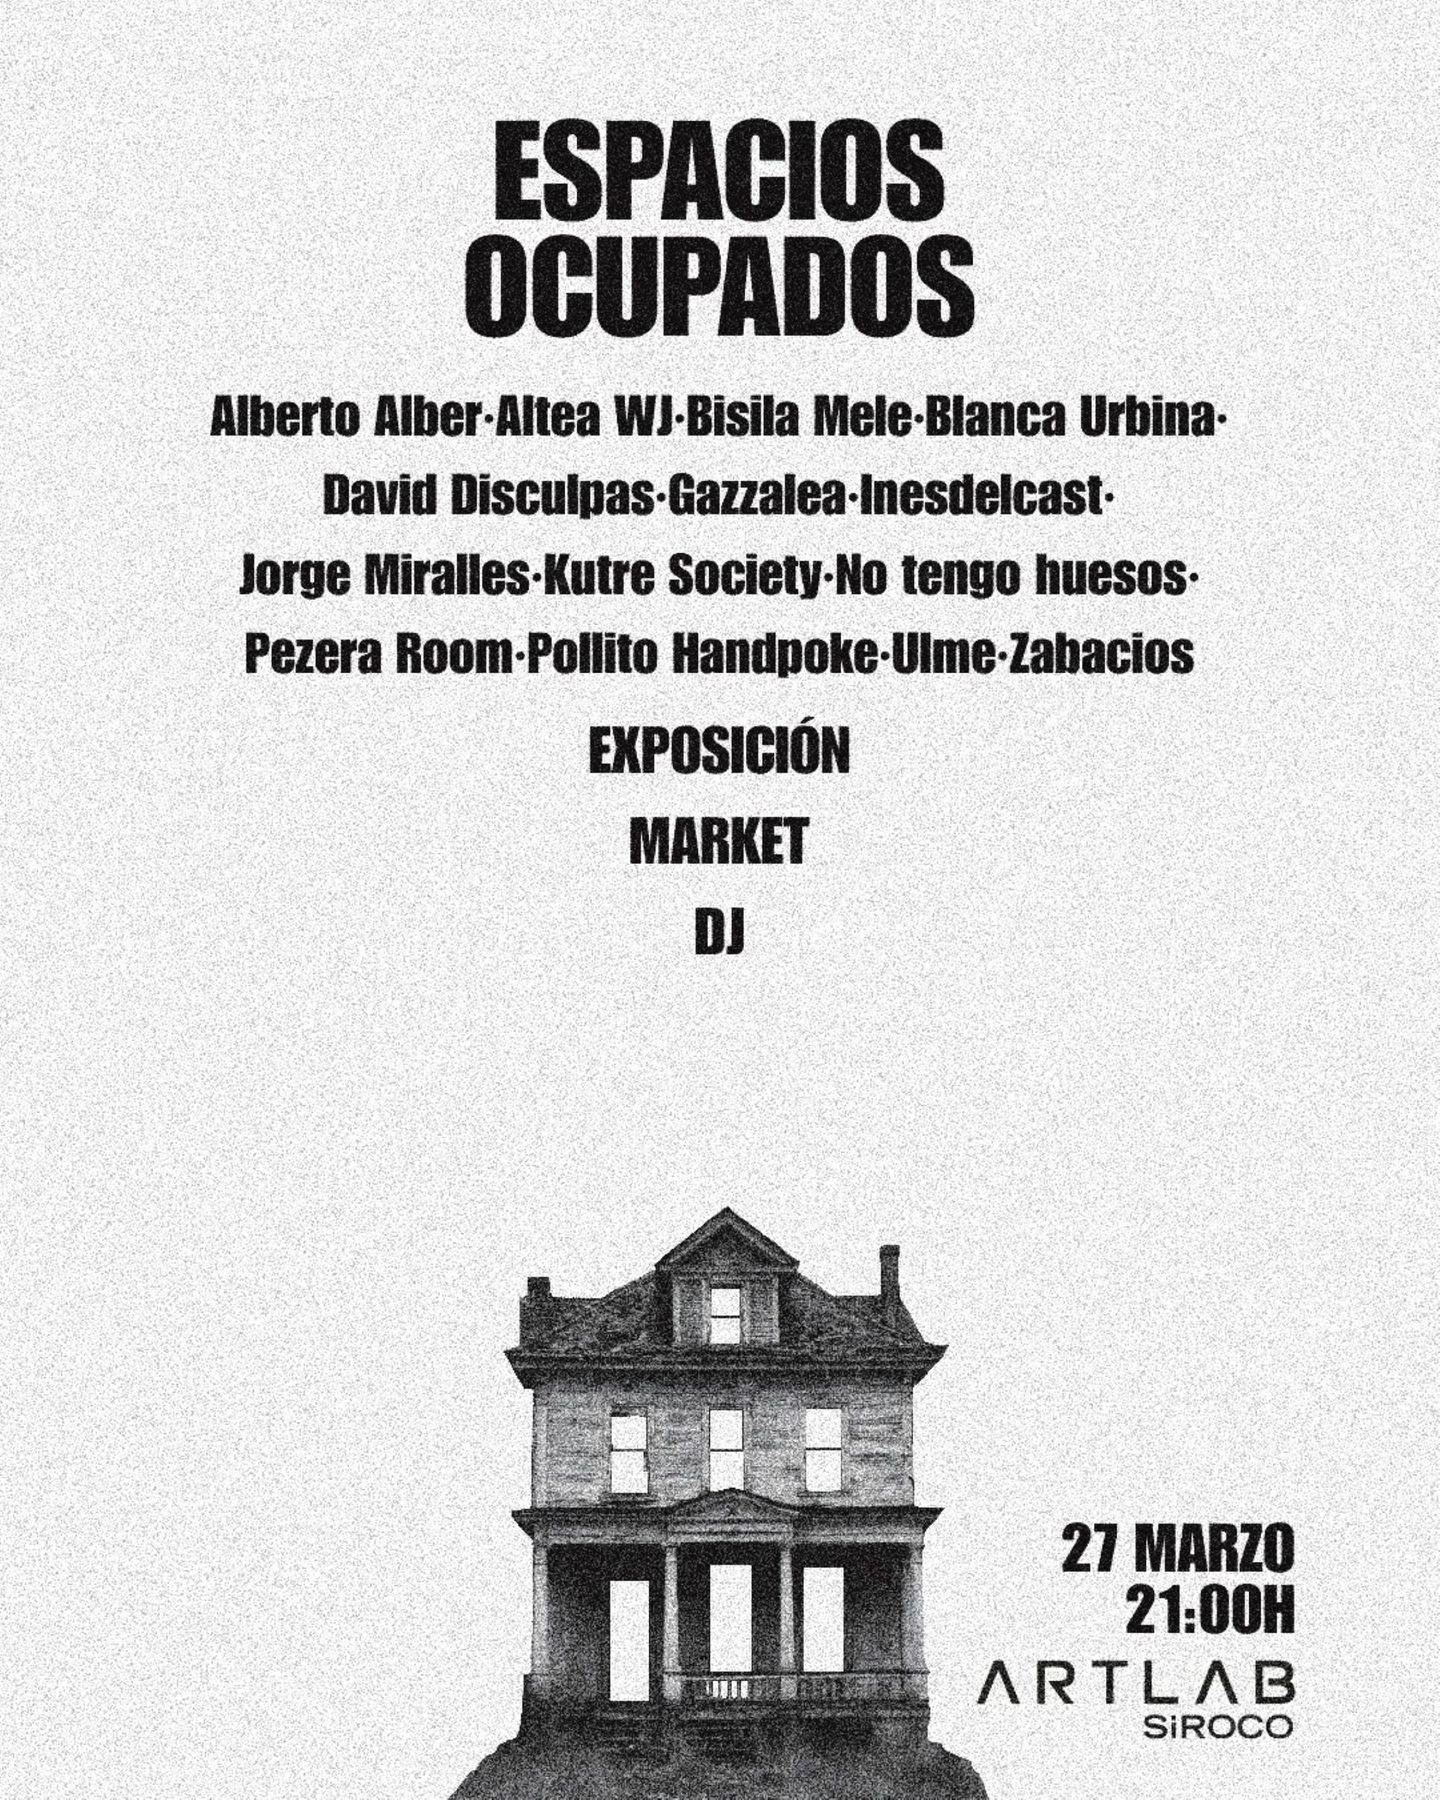 ESPACIOS
OCUPADOS
Alberto Alber·Altea WJ·Bisila Mele·Blanca Urbina·
David Disculpas·Gazzalea·Inesdelcast·
Jorge Miralles·Kutre Society·No tengo huesos·
Pezera Room·Pollito Handpoke·Ulme·Zabacios
EXPOSICIÓN
MARKET
DJ
27 MARZO
21:00H
ARTLAB
SiROCO